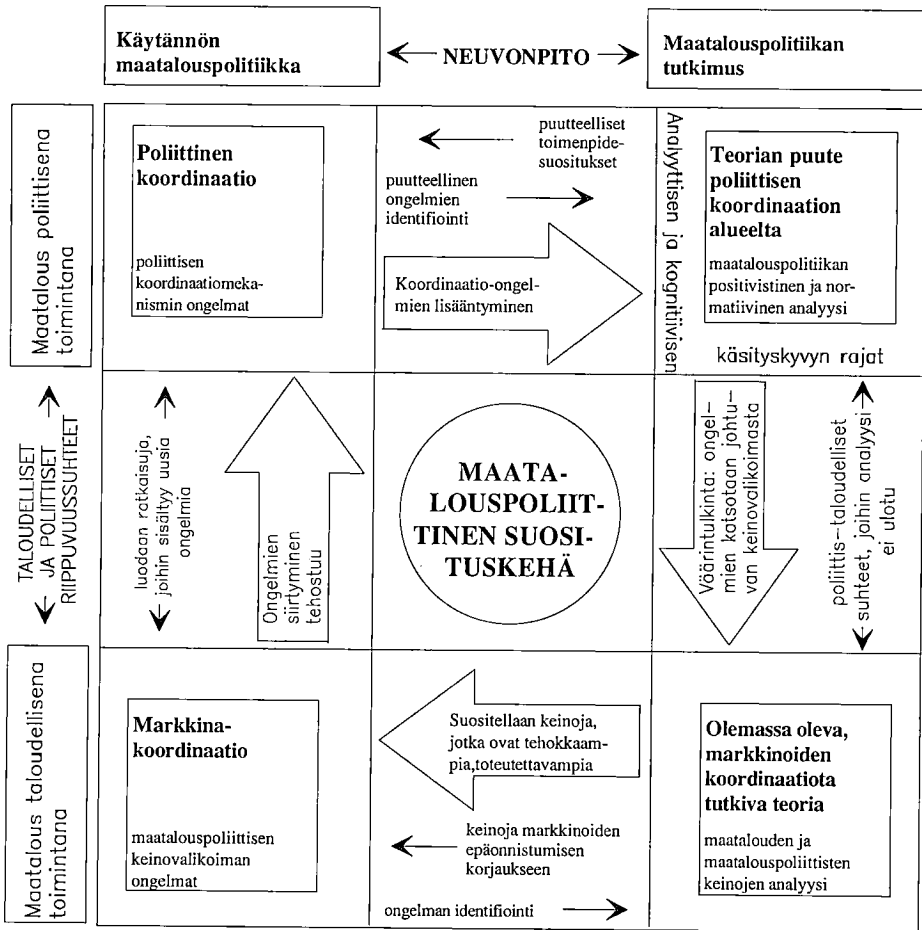 Käytännön
maatalouspolitiikka
NEUVONPITO
Maatalouspolitiikan
tutkimus
Maatalous poliittisena
toimintana
Poliittinen
koordinaatio
poliittisen
koordinaatiomeka-
nismin ongelmat
puutteelliset
toimenpide-
suositukset
puutteellinen
ongelmien
identifiointi
Koordinaatio-ongel-
mien lisääntyminen
Analyyttisen ja kognitiivisen
käsityskyvyn rajat
Teorian puute
poliittisen
koordinaation
alueelta
maatalouspolitiikan
positivistinen ja nor-
matiivinen analyysi
TALOUDELLISET
JA POLIITTISET
RIIPPUVUUSSUHTEET
luodaan ratkaisuja,
joihin sisältyy uusia
ongelmia
Ongelmien
siirtyminen
tehostuu
MAATA-
LOUSPOLIIT-
TINEN SUOSI-
TUSKEHÄ
Väärintulkinta: ongel-
mien katsotaan johtu-
van keinovalikoimasta
poliittis-taloudelliset
suhteet, joihin analyysi
ei ulotu
Maatalous taloudellisena
toimintana
Markkina-
koordinaatio
maatalouspoliittisen
keinovalikoiman
ongelmat
Suositellaan keinoja,
jotka ovat tehokkaam-
pia,toteutettavampia
keinoja markkinoiden
epäonnistumisen
korjaukseen
ongelman identifiointi
Olemassa oleva,
markkinoiden
koordinaatiota
tutkiva teoria
maatalouden ja
maatalouspoliittisten
keinojen analyysi